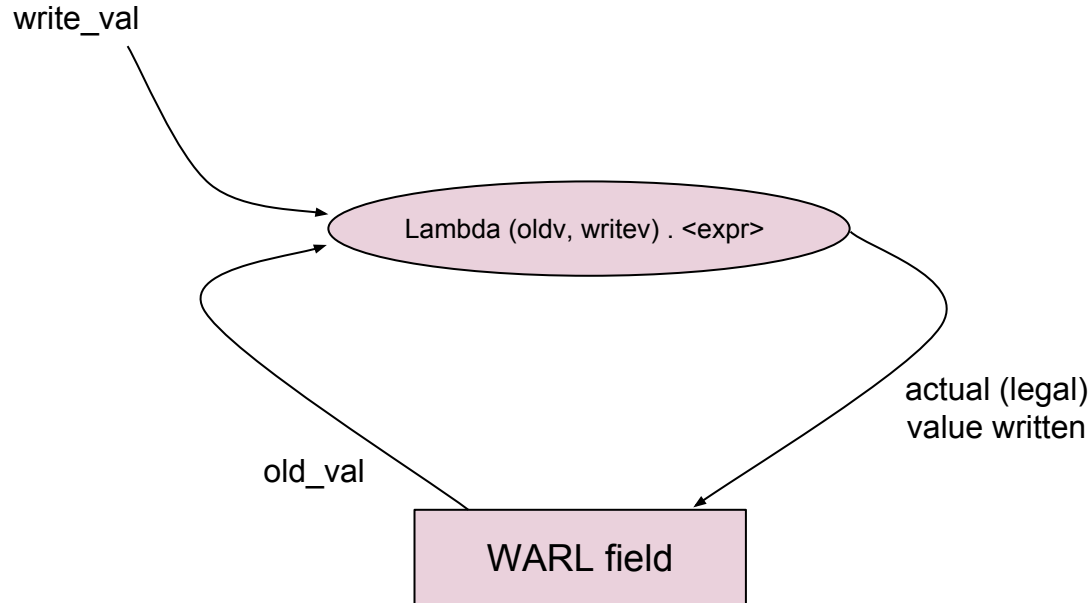 write_val
Lambda (oldv, writev) . <expr>
actual (legal)
value written
old_val
WARL field